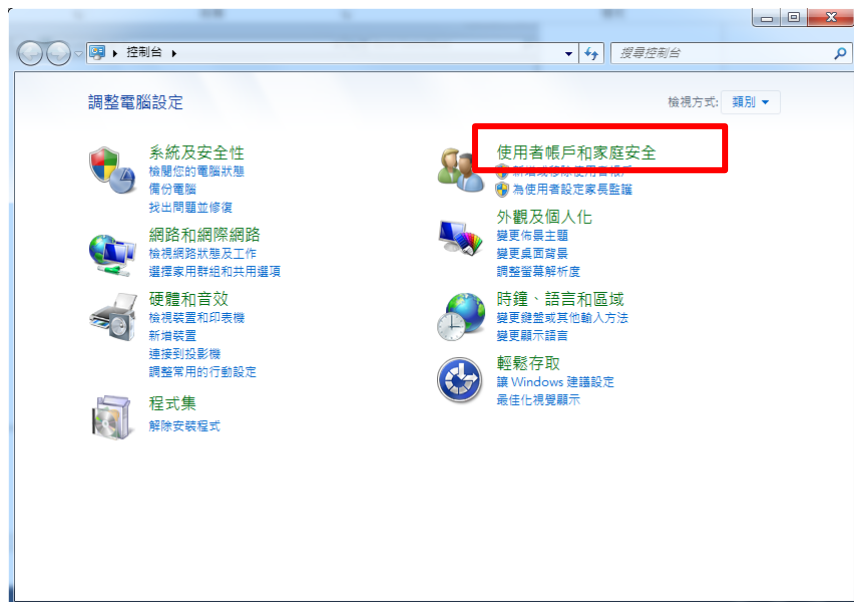 控制台
搜尋控制台
調整電腦設定
檢視方式: 類別
系統及安全性
檢閱您的電腦狀態
備份電腦
找出問題並修復
網路和網際網路
檢視網路狀態及工作
選擇家用群組和共用選項
硬體和音效
檢視裝置和印表機
新增裝置
連接到投影機
調整常用的行動設定
程式集
解除安裝程式
使用者帳戶和家庭安全
新增或移除使用者帳戶
為使用者設定家長監護
外觀及個人化
變更佈景主題
變更桌面背景
調整螢幕解析度
時鐘、語言和區域
變更鍵盤或其他輸入方法
變更顯示語言
輕鬆存取
讓 Windows 建議設定
最佳化視覺顯示